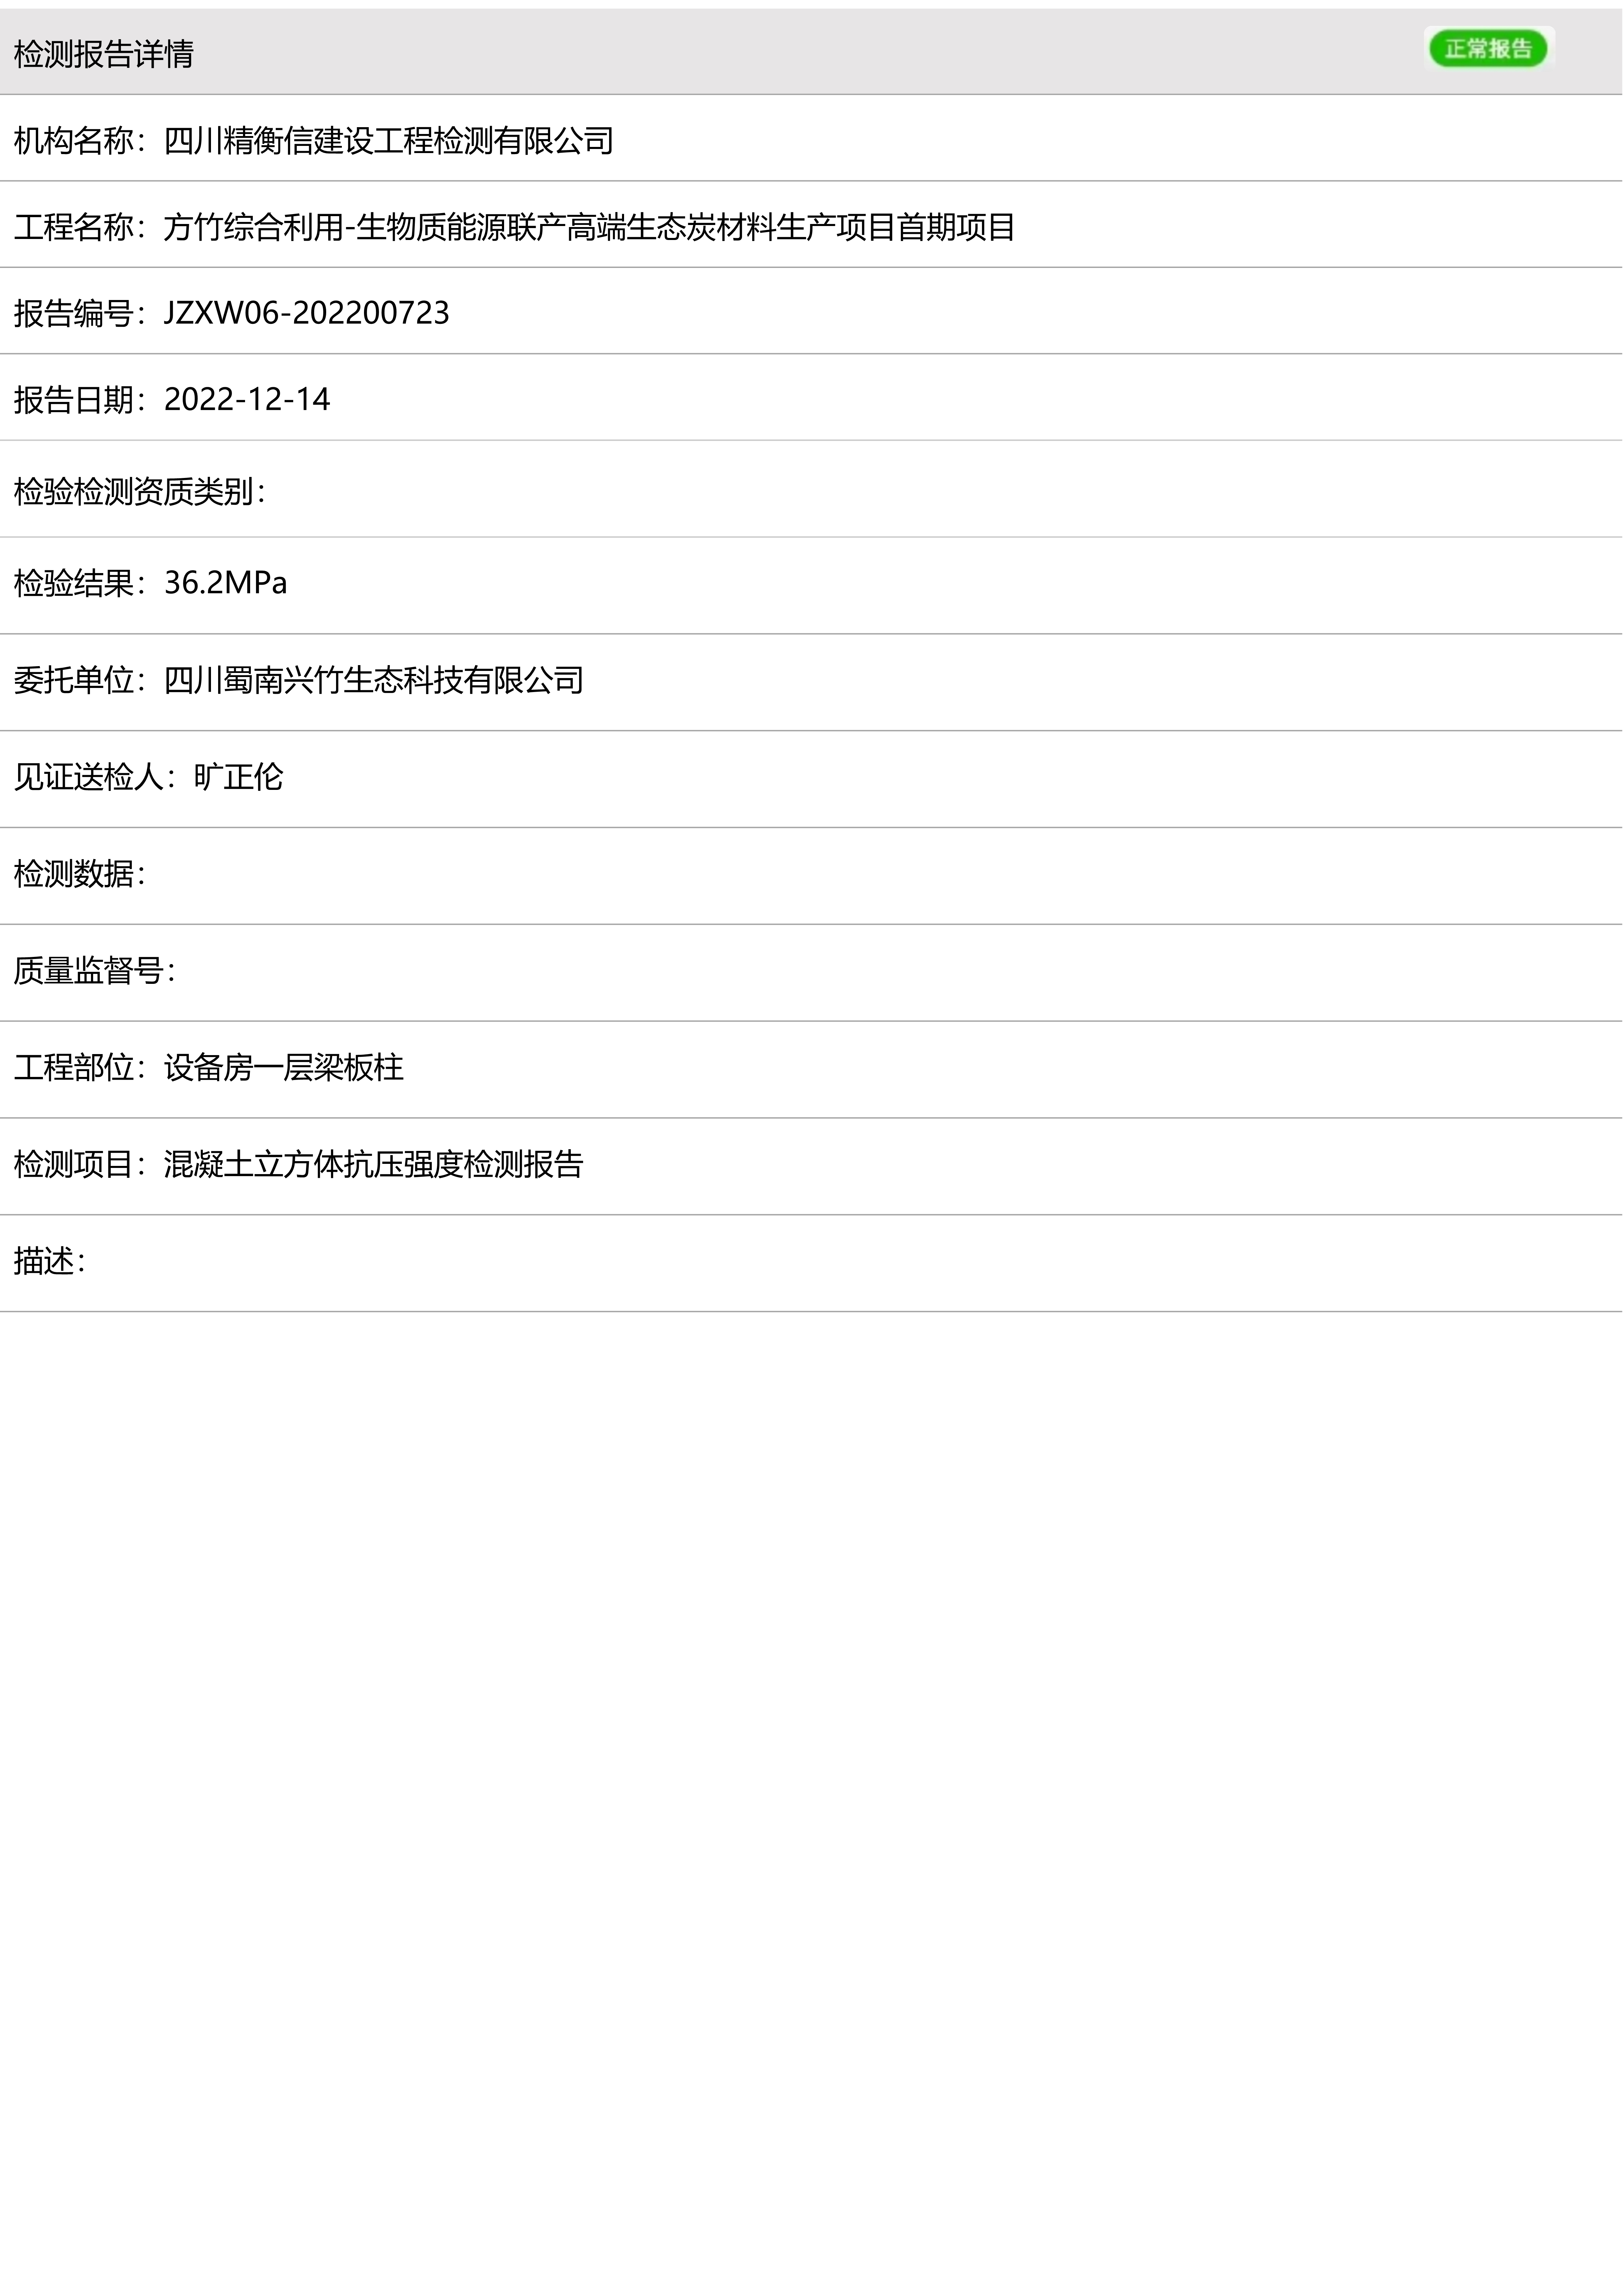 检测报告详情 正常报告
机构名称：四川精衡信建设工程检测有限公司
工程名称：方竹综合利用-生物质能源联产高端生态炭材料生产项目首期项目
报告编号：JZXW06-202200723
报告日期：2022-12-14
检验检测资质类别：
检验结果：36.2MPa
委托单位：四川蜀南兴竹生态科技有限公司
见证送检人：旷正伦
检测数据：
质量监督号：
工程部位：设备房一层梁板柱
检测项目：混凝土立方体抗压强度检测报告
描述：